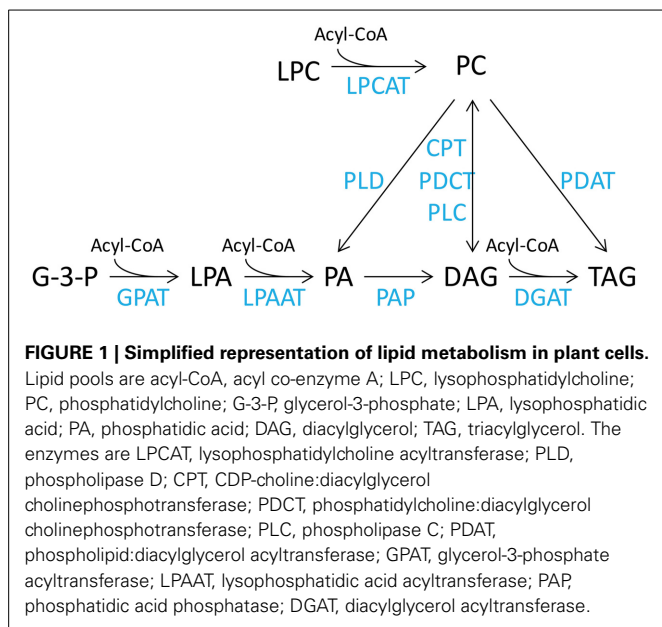 Acyl-CoA
LPC PC
LPCAT
CPT
PLD PDCT PDAT
PLC
Acyl-CoA Acyl-CoA Acyl-CoA
G-3-P LPA PA DAG TAG
GPAT LPAAT PAP DGAT
FIGURE 1 | Simplified representation of lipid metabolism in plant cells.
Lipid pools are acyl-CoA, acyl co-enzyme A; LPC, lysophosphatidylcholine;
PC, phosphatidylcholine; G-3-P, glycerol-3-phosphate; LPA, lysophosphatidic
acid; PA, phosphatidic acid; DAG, diacylglycerol; TAG, triacylglycerol. The
enzymes are LPCAT, lysophosphatidylcholine acyltransferase; PLD,
phospholipase D; CPT, CDP-choline:diacylglycerol
cholinephosphotransferase; PDCT, phosphatidylcholine:diacylglycerol
cholinephosphotransferase; PLC, phospholipase C; PDAT,
phospholipid:diacylglycerol acyltransferase; GPAT, glycerol-3-phosphate
acyltransferase; LPAAT, lysophosphatidic acid acyltransferase; PAP,
phosphatidic acid phosphatase; DGAT, diacylglycerol acyltransferase.